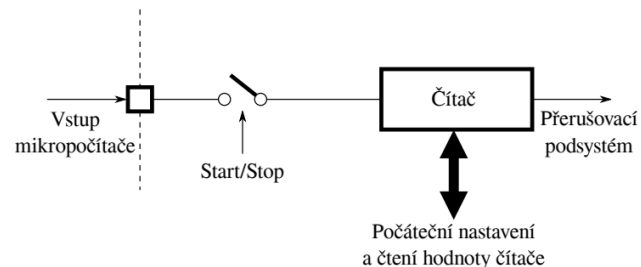 Vstup
mikropočítače
Start/Stop
Čítač
Přerušovací
podsystém
Počáteční nastavení
a čtení hodnoty čítače